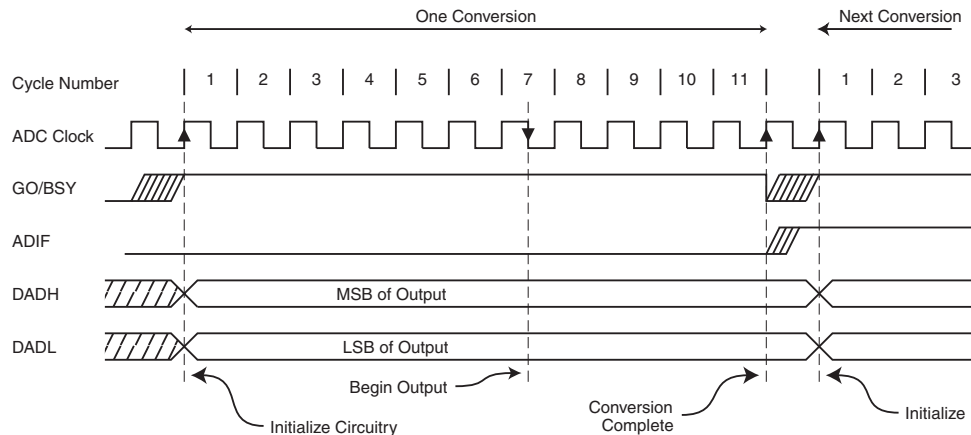 One Conversion
Next Conversion
Cycle Number 1 2 3 4 5 6 7 8 9 10 11 1 2 3
ADC Clock
GO/BSY
ADIF
DADH MSB of Output
DADL LSB of Output
Begin Output
Initialize Circuitry
Conversion
Complete
Initialize